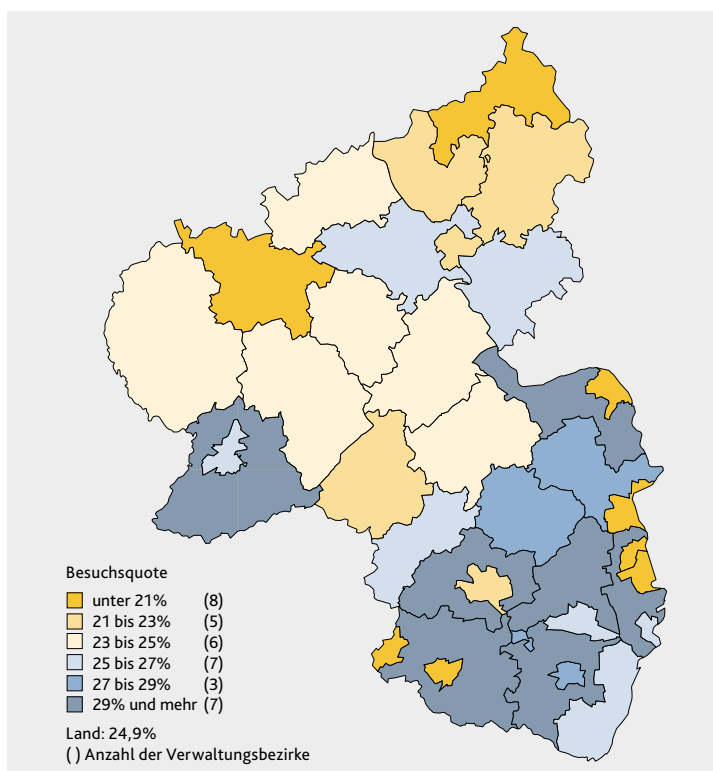 Besuchsquote
unter 21% (8)
21 bis 23% (5)
23 bis 25% (6)
25 bis 27% (7)
27 bis 29% (3)
29% und mehr (7)
Land: 24,9%
( ) Anzahl der Verwaltungsbezirke